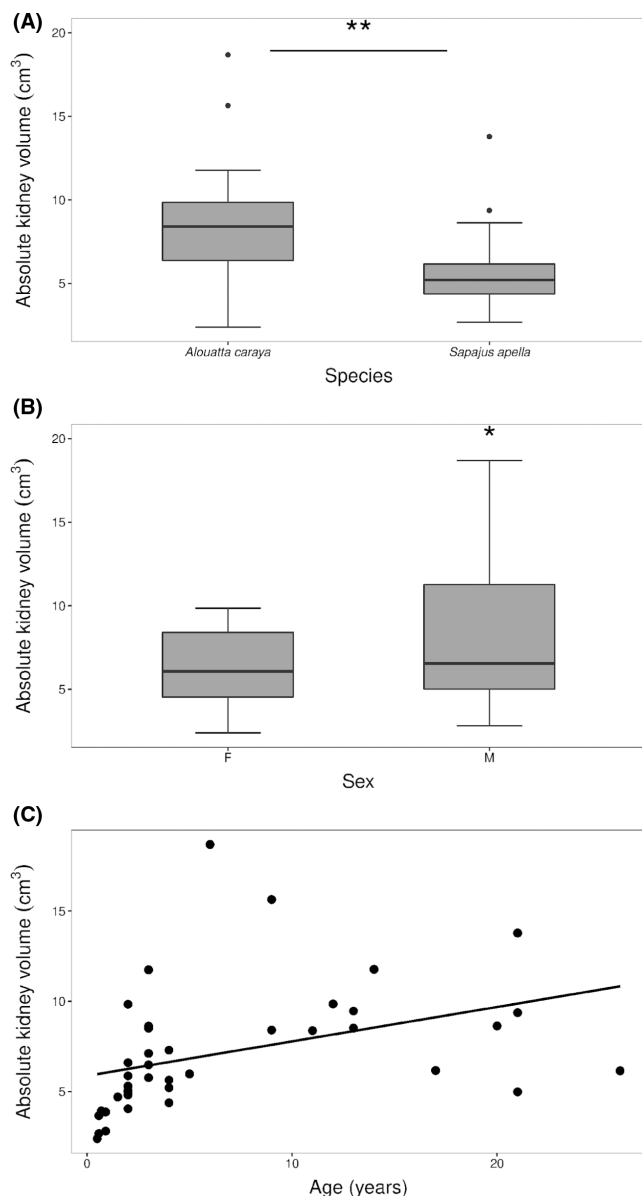 (A)
Absolute kidney volume (cm³)
20
15
10
5
**
Alouatta caraya
Sapajus apella
Species
(B)
Absolute kidney volume (cm³)
20
15
10
5
*
F
M
Sex
(C)
Absolute kidney volume (cm³)
15
10
5
0
10
20
Age (years)